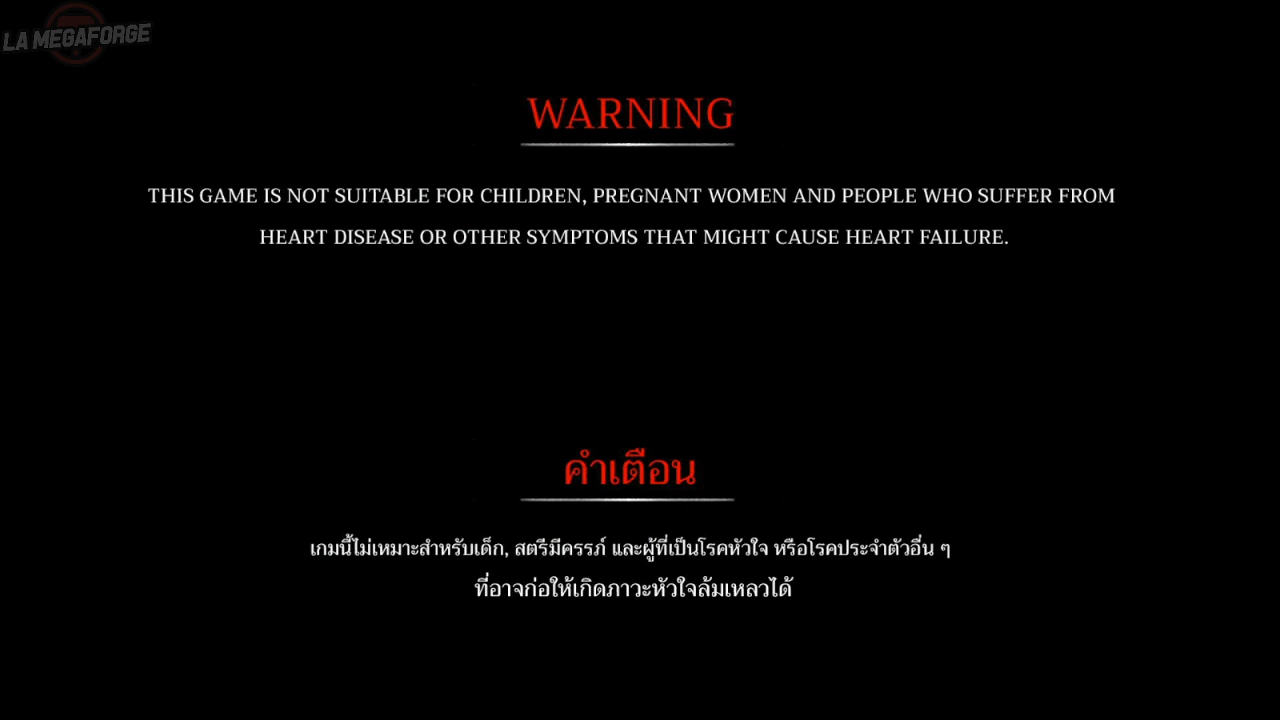 LA MEGAFORGE
WARNING
THIS GAME IS NOT SUITABLE FOR CHILDREN, PREGNANT WOMEN AND PEOPLE WHO SUFFER FROM
HEART DISEASE OR OTHER SYMPTOMS THAT MIGHT CAUSE HEART FAILURE.
คำเตือน
เกมนี้ไม่เหมาะสำหรับเด็ก, สตรีมีครรภ์ และผู้ที่เป็นโรคหัวใจ หรือโรคประจำตัวอื่น ๆ
ที่อาจก่อให้เกิดภาวะหัวใจล้มเหลวได้